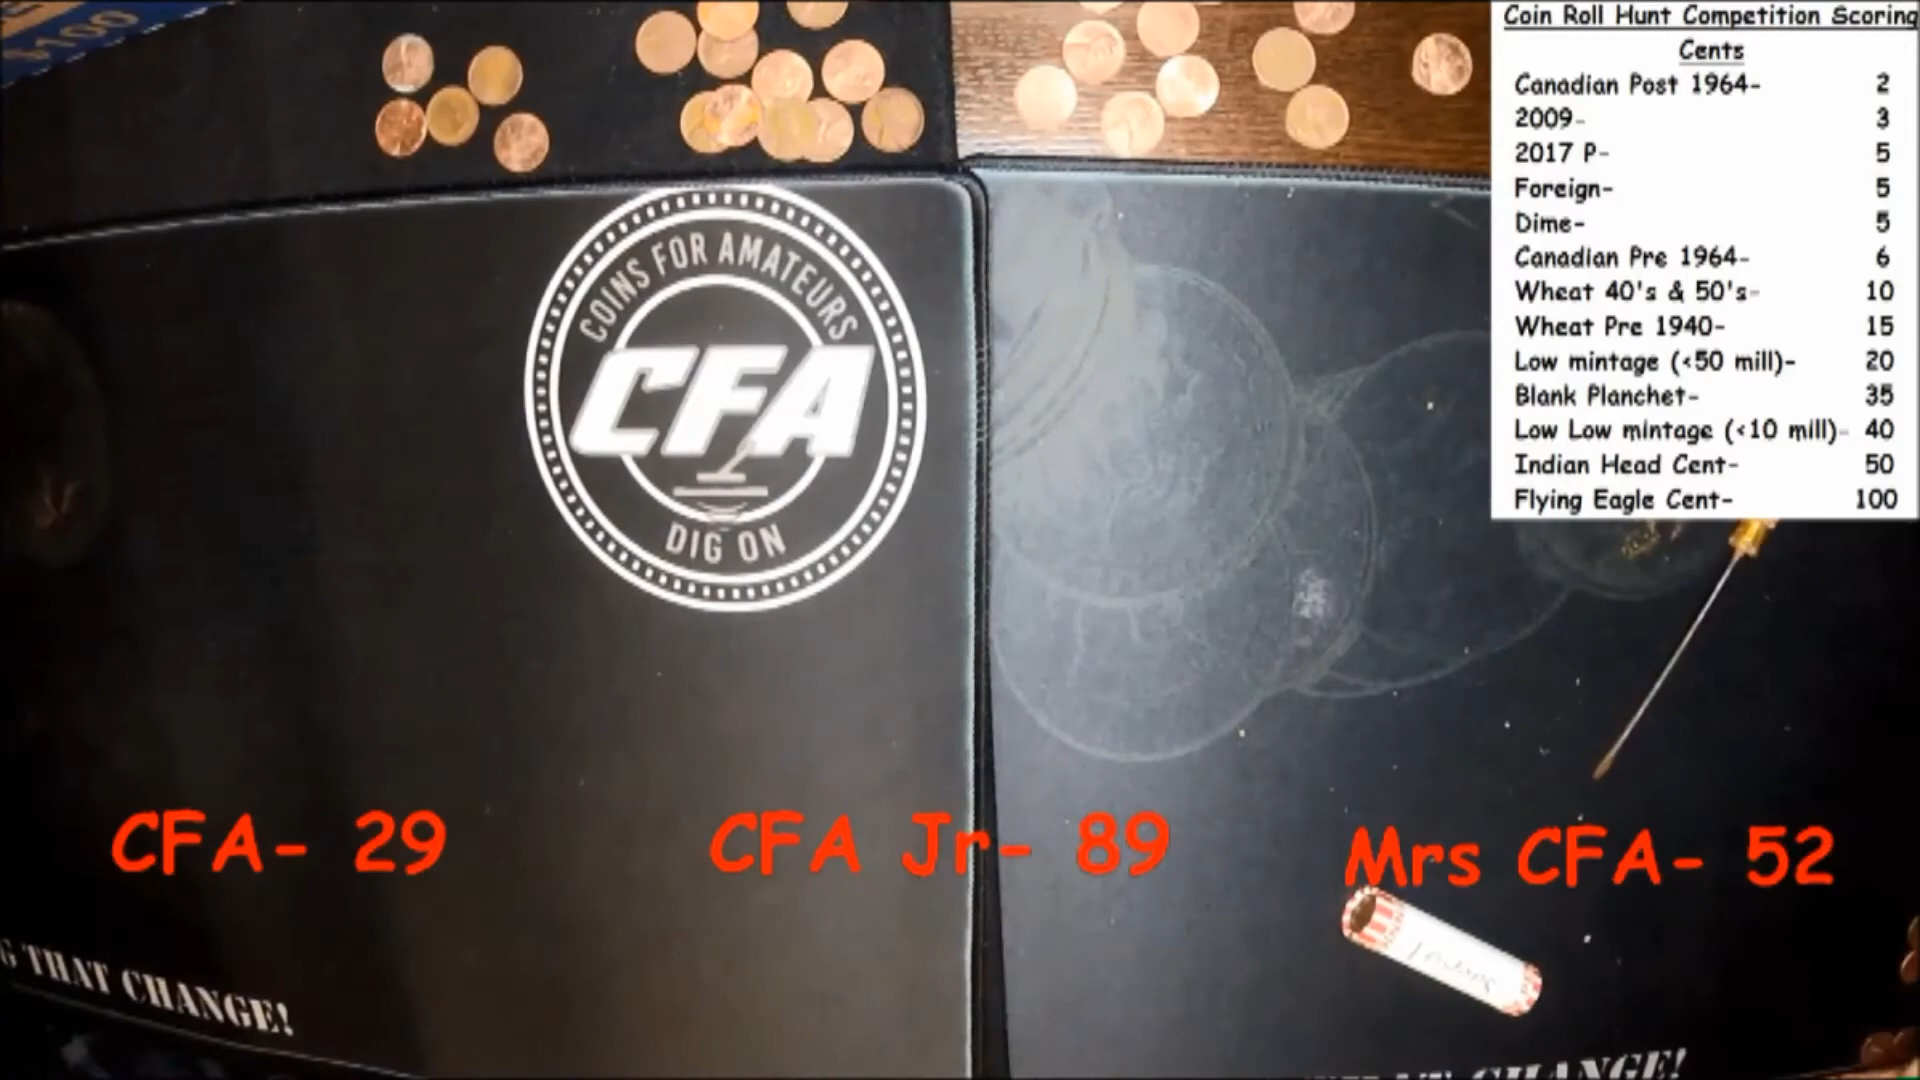 $100
Coin Roll Hunt Competition Scoring
Cents
Canadian Post 1964- 2
2009- 3
2017 P- 5
Foreign- 5
Dime- 5
Canadian Pre 1964- 6
Wheat 40's & 50's- 10
Wheat Pre 1940- 15
Low mintage (<50 mill)- 20
Blank Planchet- 35
Low Low mintage (<10 mill)- 40
Indian Head Cent- 50
Flying Eagle Cent- 100
COINS FOR AMATEURS
CFA
DIG ON
CFA- 29
CFA Jr- 89
Mrs CFA- 52
G THAT CHANGE!
CHANGE!